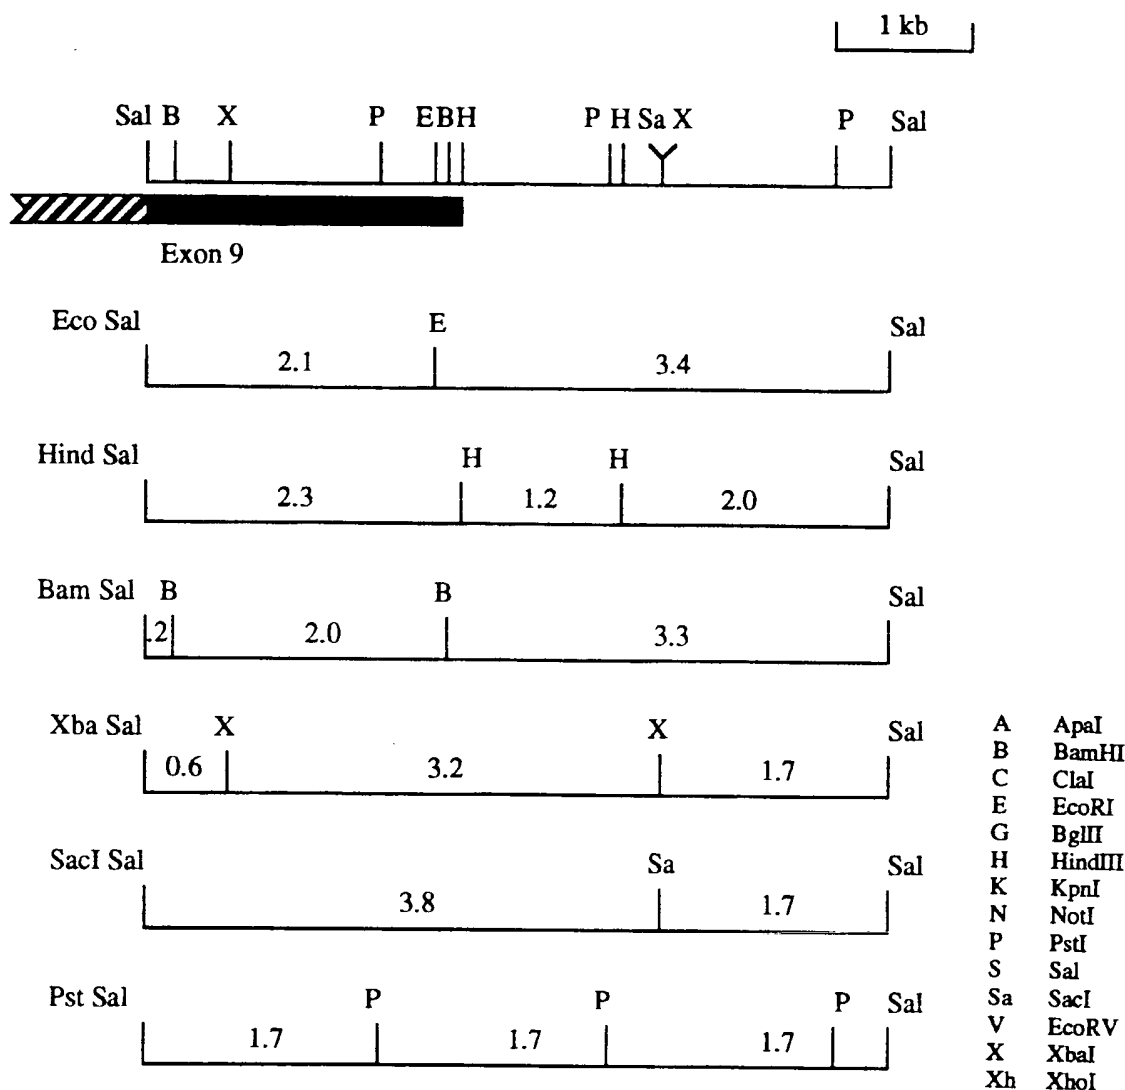 1 kb
Sal B X P E B H P H Sa X P Sal
Exon 9
Eco Sal E Sal
2.1 3.4
Hind Sal H H Sal
2.3 1.2 2.0
Bam Sal B B Sal
.2 2.0 3.3
Xba Sal X X Sal
0.6 3.2 1.7
SacI Sal Sa Sal
3.8 1.7
Pst Sal P P P Sal
1.7 1.7 1.7
A ApaI
B BamHI
C ClaI
E EcoRI
G BglII
H HindIII
K KpnI
N NotI
P PstI
S Sal
Sa SacI
V EcoRV
X XbaI
Xh XhoI